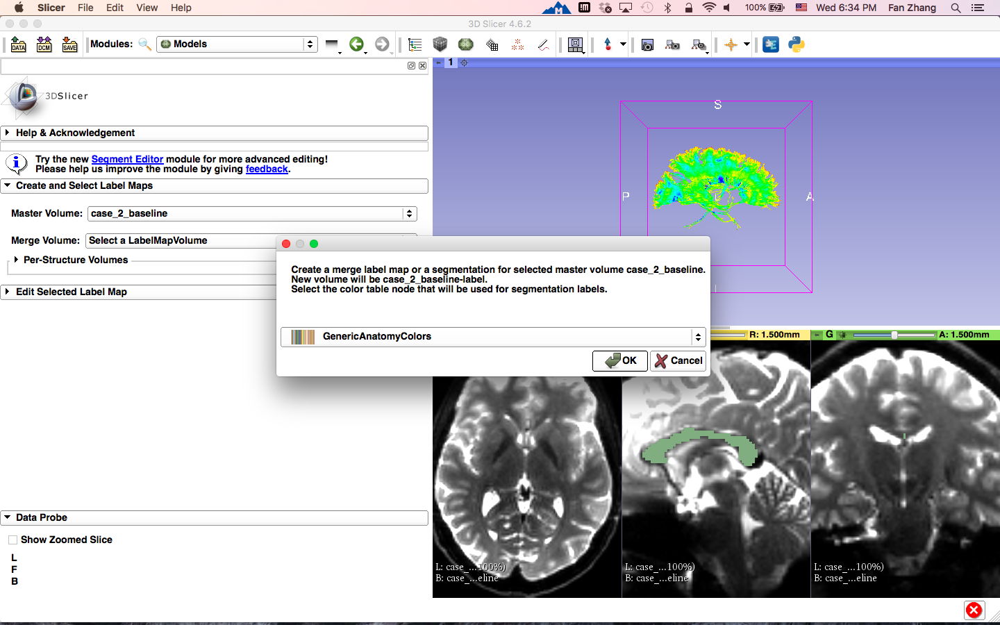 Slicer File Edit View Help 100% Wed 6:34 PM Fan Zhang
3D Slicer 4.6.2
DATA DCM SAVE Modules: Models
1
3DSlicer
Help & Acknowledgement
Try the new Segment Editor module for more advanced editing!
Please help us improve the module by giving feedback.
Create and Select Label Maps
Master Volume: case_2_baseline
Merge Volume: Select a LabelMapVolume
Per-Structure Volumes
Edit Selected Label Map
S
P
A
Create a merge label map or a segmentation for selected master volume case_2_baseline.
New volume will be case_2_baseline-label.
Select the color table node that will be used for segmentation labels.
GenericAnatomyColors
OK Cancel
R: 1.500mm
G A: 1.500mm
L: case_...100%)
B: case_...eline
L: case_...100%)
B: case_...eline
L: case_...100%)
B: case_...eline
Data Probe
Show Zoomed Slice
L
F
B